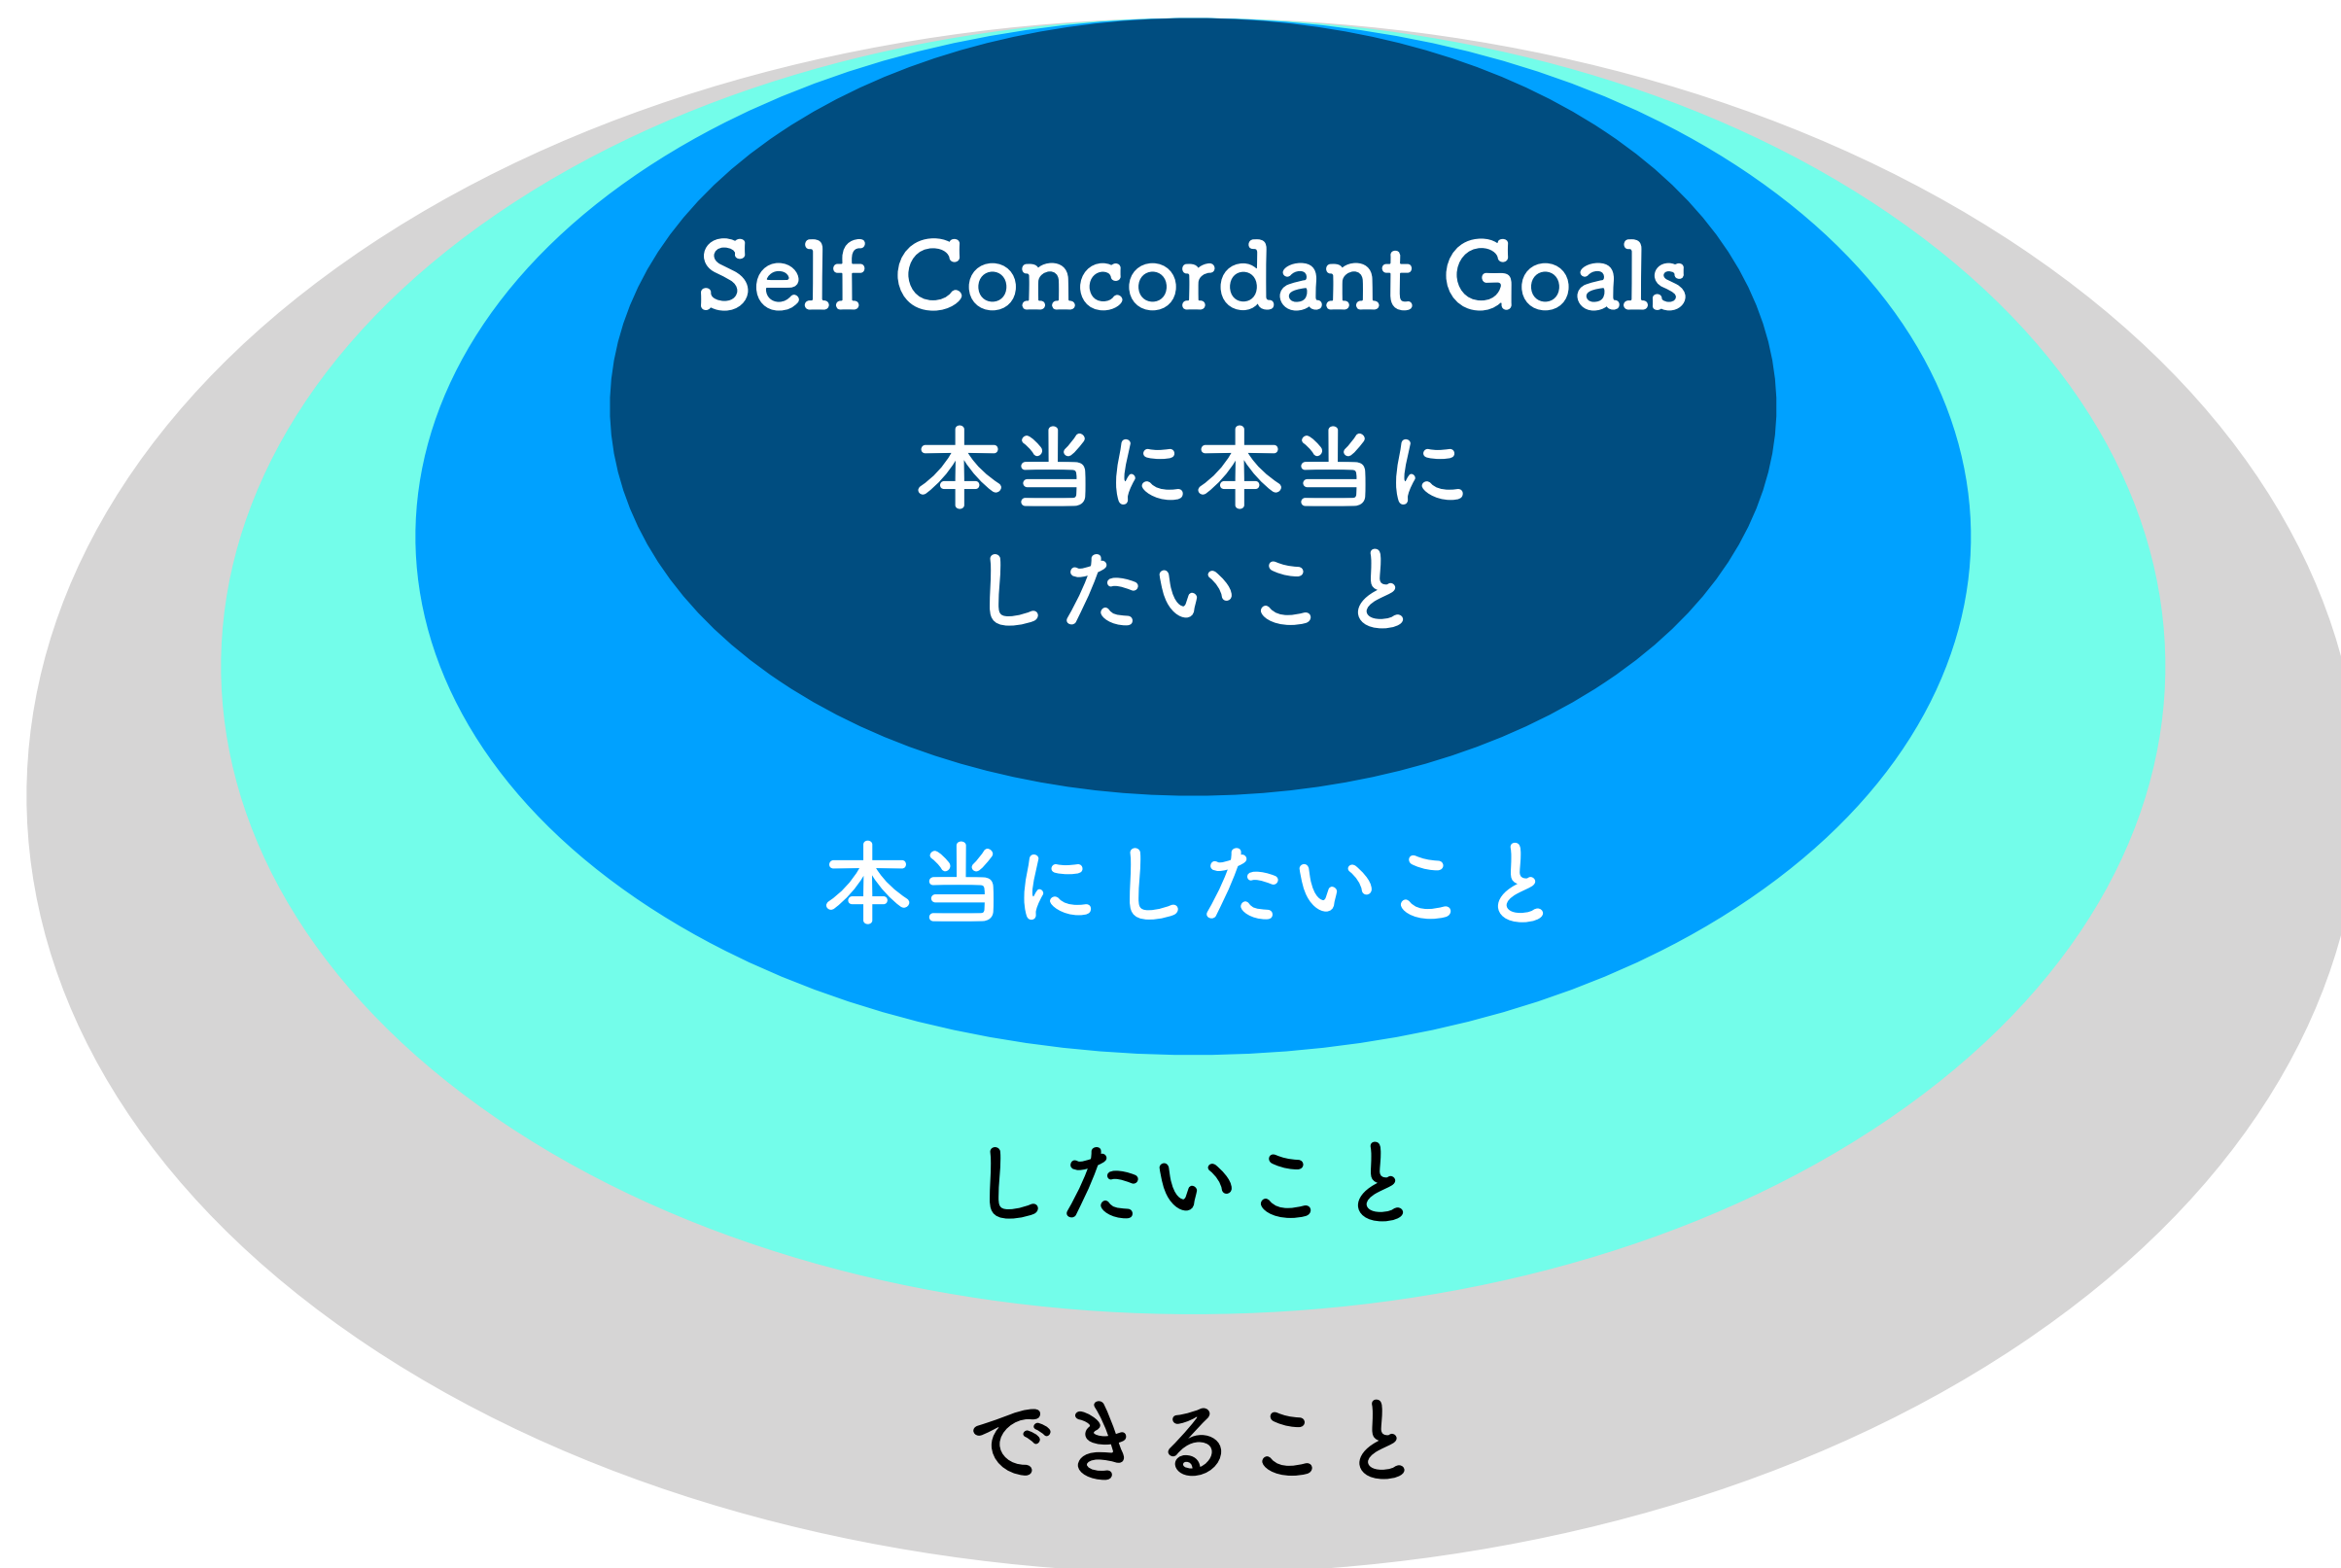 Self Concordant Goals
本当に本当に
したいこと
本当にしたいこと
したいこと
できること